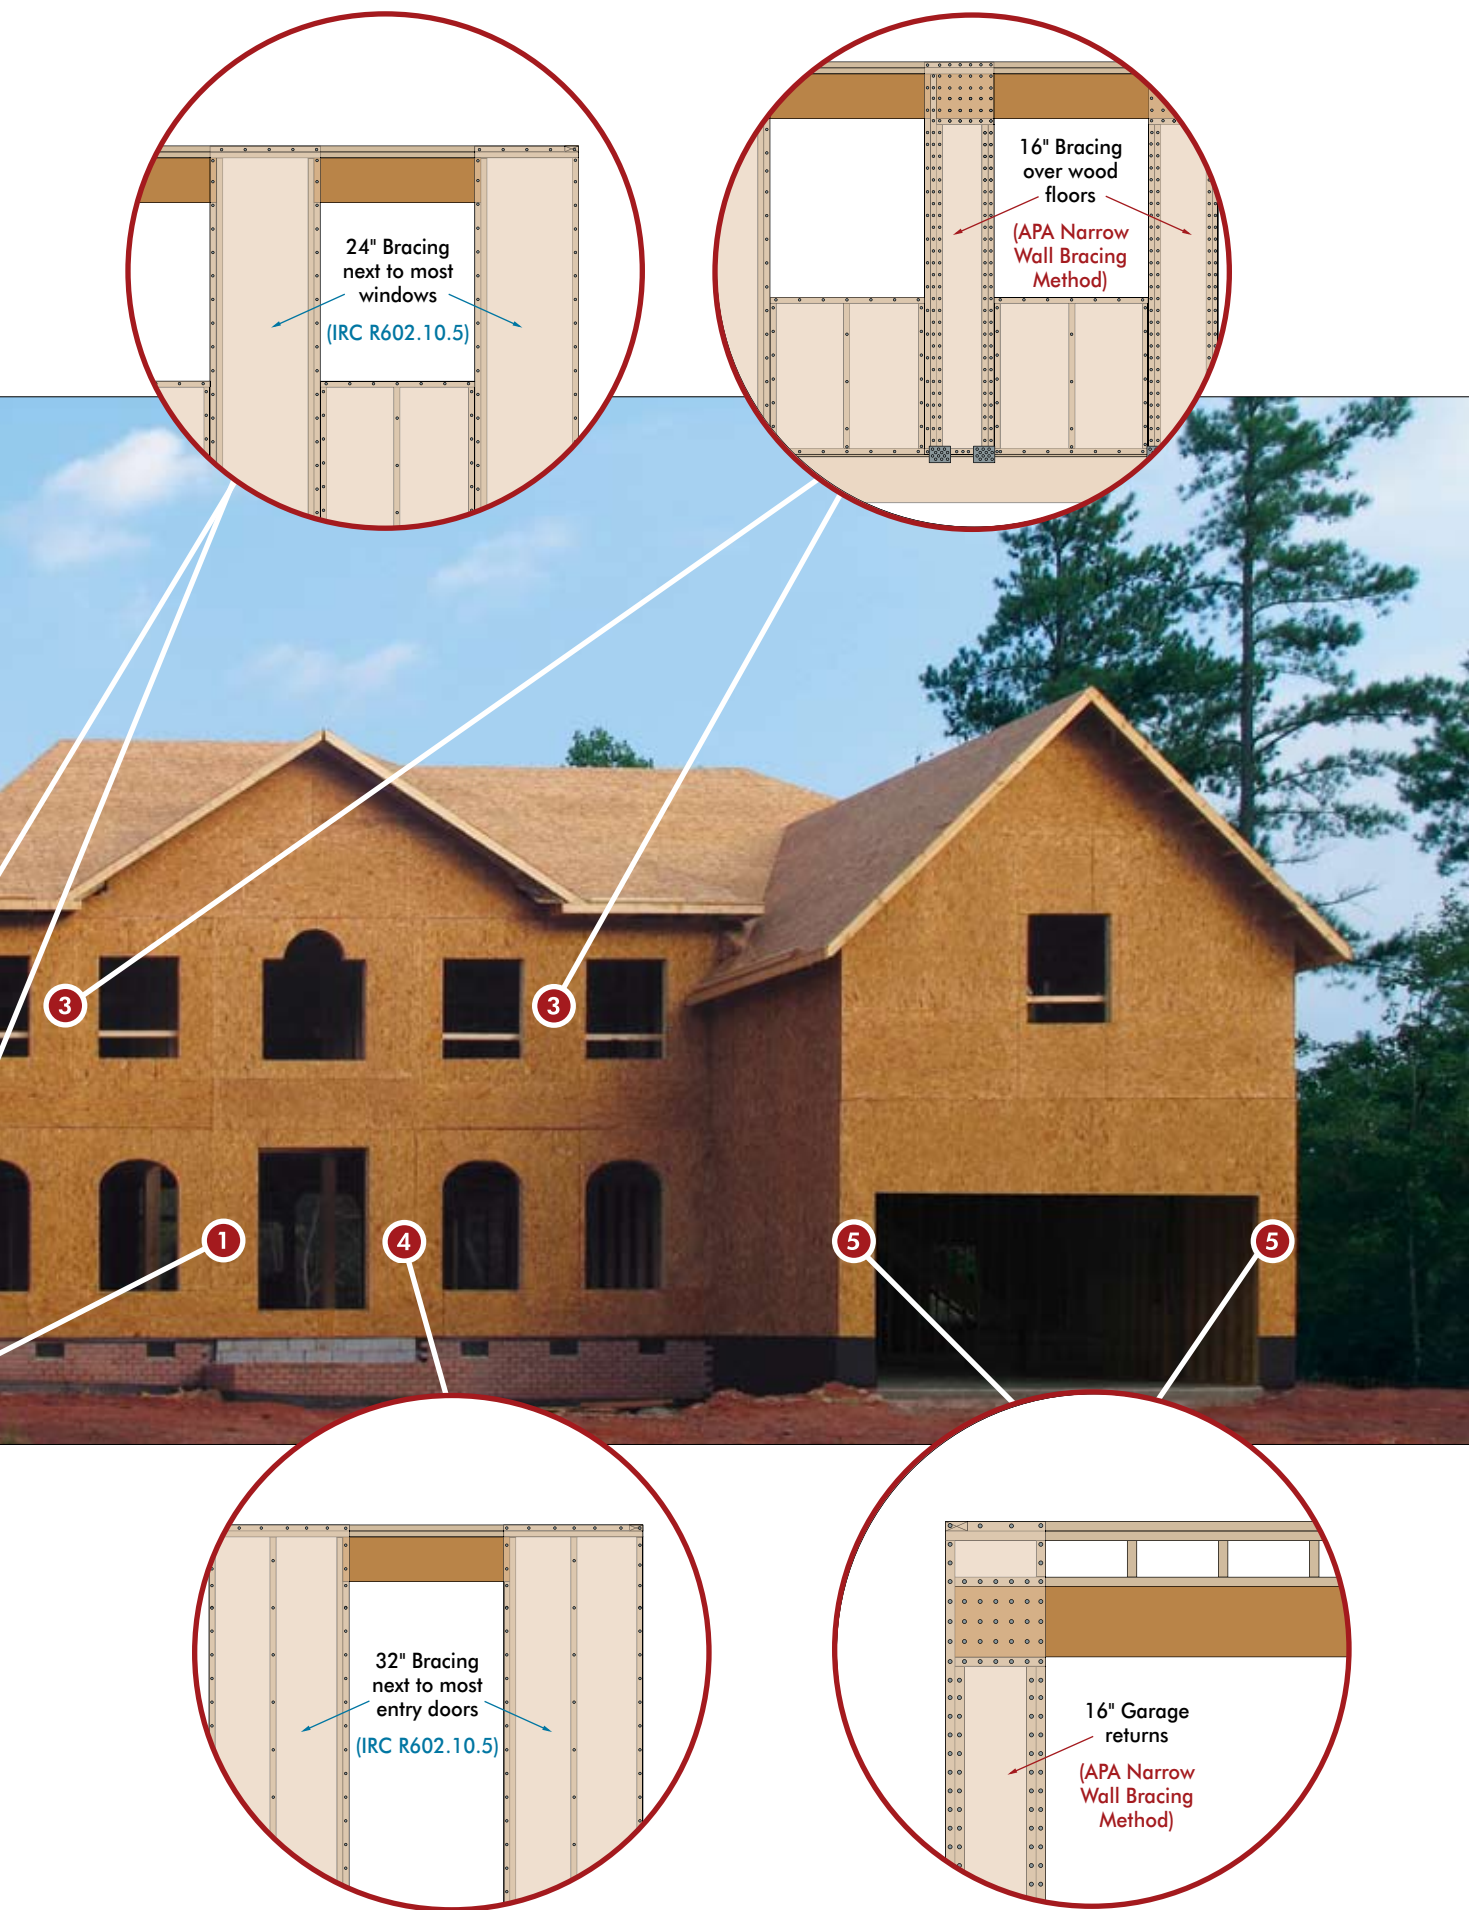 24" Bracing
next to most
windows
(IRC R602.10.5)
16" Bracing
over wood
floors
(APA Narrow
Wall Bracing
Method)
3
3
1
4
5
5
32" Bracing
next to most
entry doors
(IRC R602.10.5)
16" Garage
returns
(APA Narrow
Wall Bracing
Method)